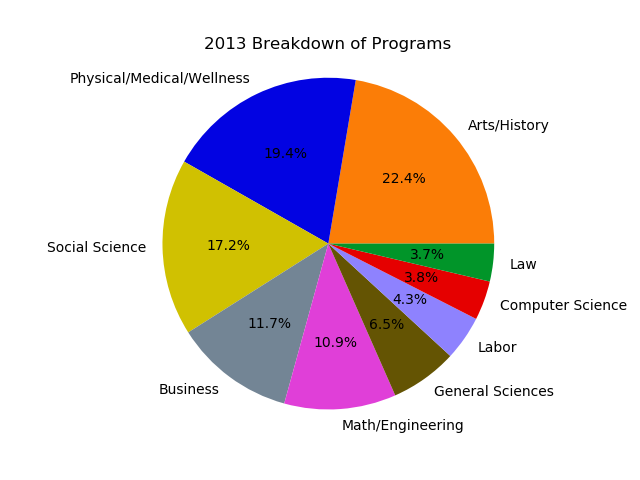 2013 Breakdown of Programs
Physical/Medical/Wellness
Arts/History
19.4%
22.4%
Social Science
17.2%
3.7%
Law
3.8%
Computer Science
4.3%
Labor
11.7%
6.5%
10.9%
Business
General Sciences
Math/Engineering